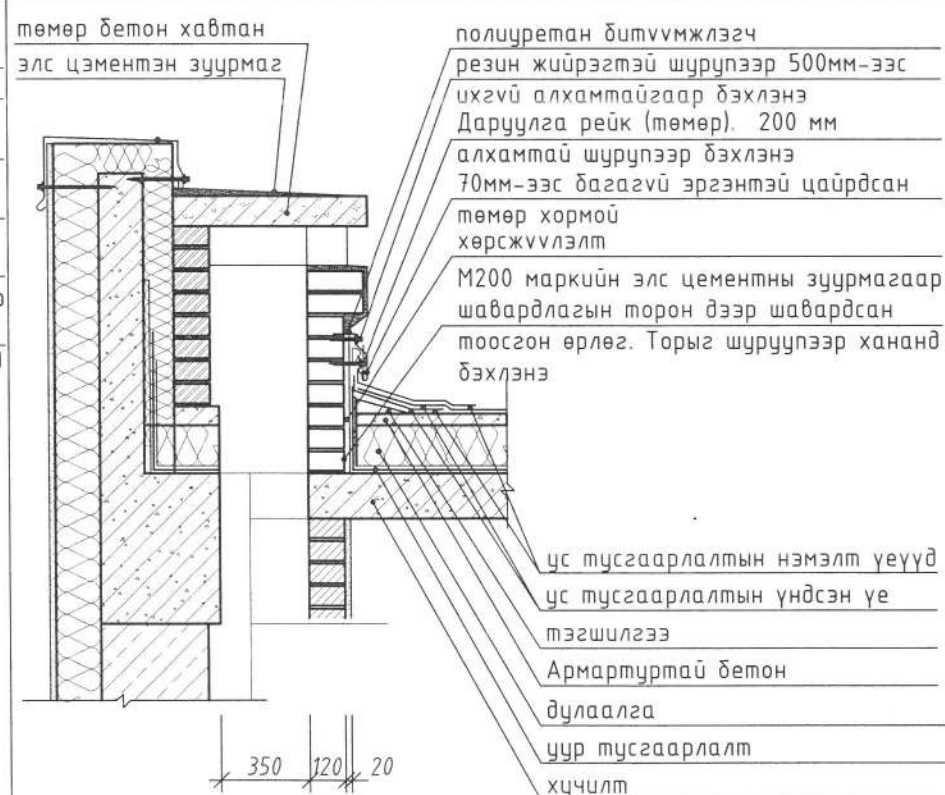 төмөр бетон хавтан
элс цэментэн зуурмаг
полиуретан битүүмжлэгч
резин жийрэгтэй шурупээр 500мм-ээс
ихгүй алхамтайгаар бэхлэнэ
Даруулга рейк (төмөр). 200 мм
алхамтай шурупээр бэхлэнэ
70мм-ээс багагүй эргэнтэй цайрдсан
төмөр хормой
хөрсжүүлэлт
М200 маркийн элс цементны зуурмагаар
шавардлагын торон дээр шавардсан
тоосгон өрлөг. Торыг шуруупээр хананд
бэхлэнэ
ус тусгаарлалтын нэмэлт үеүүд
ус тусгаарлалтын үндсэн үе
тэгшилгээ
Армартуртай бетон
дулаалга
уур тусгаарлалт
хучилт
350 120 20